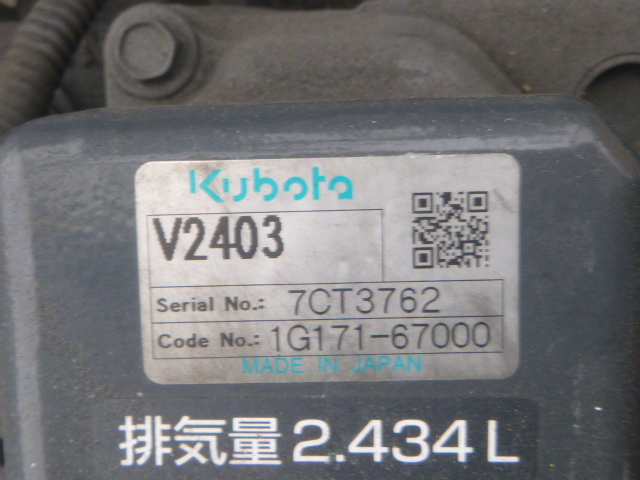 Kubota
V2403
Serial No.: 7CT3762
Code No.: 1G171-67000
MADE IN JAPAN
排気量2.434L